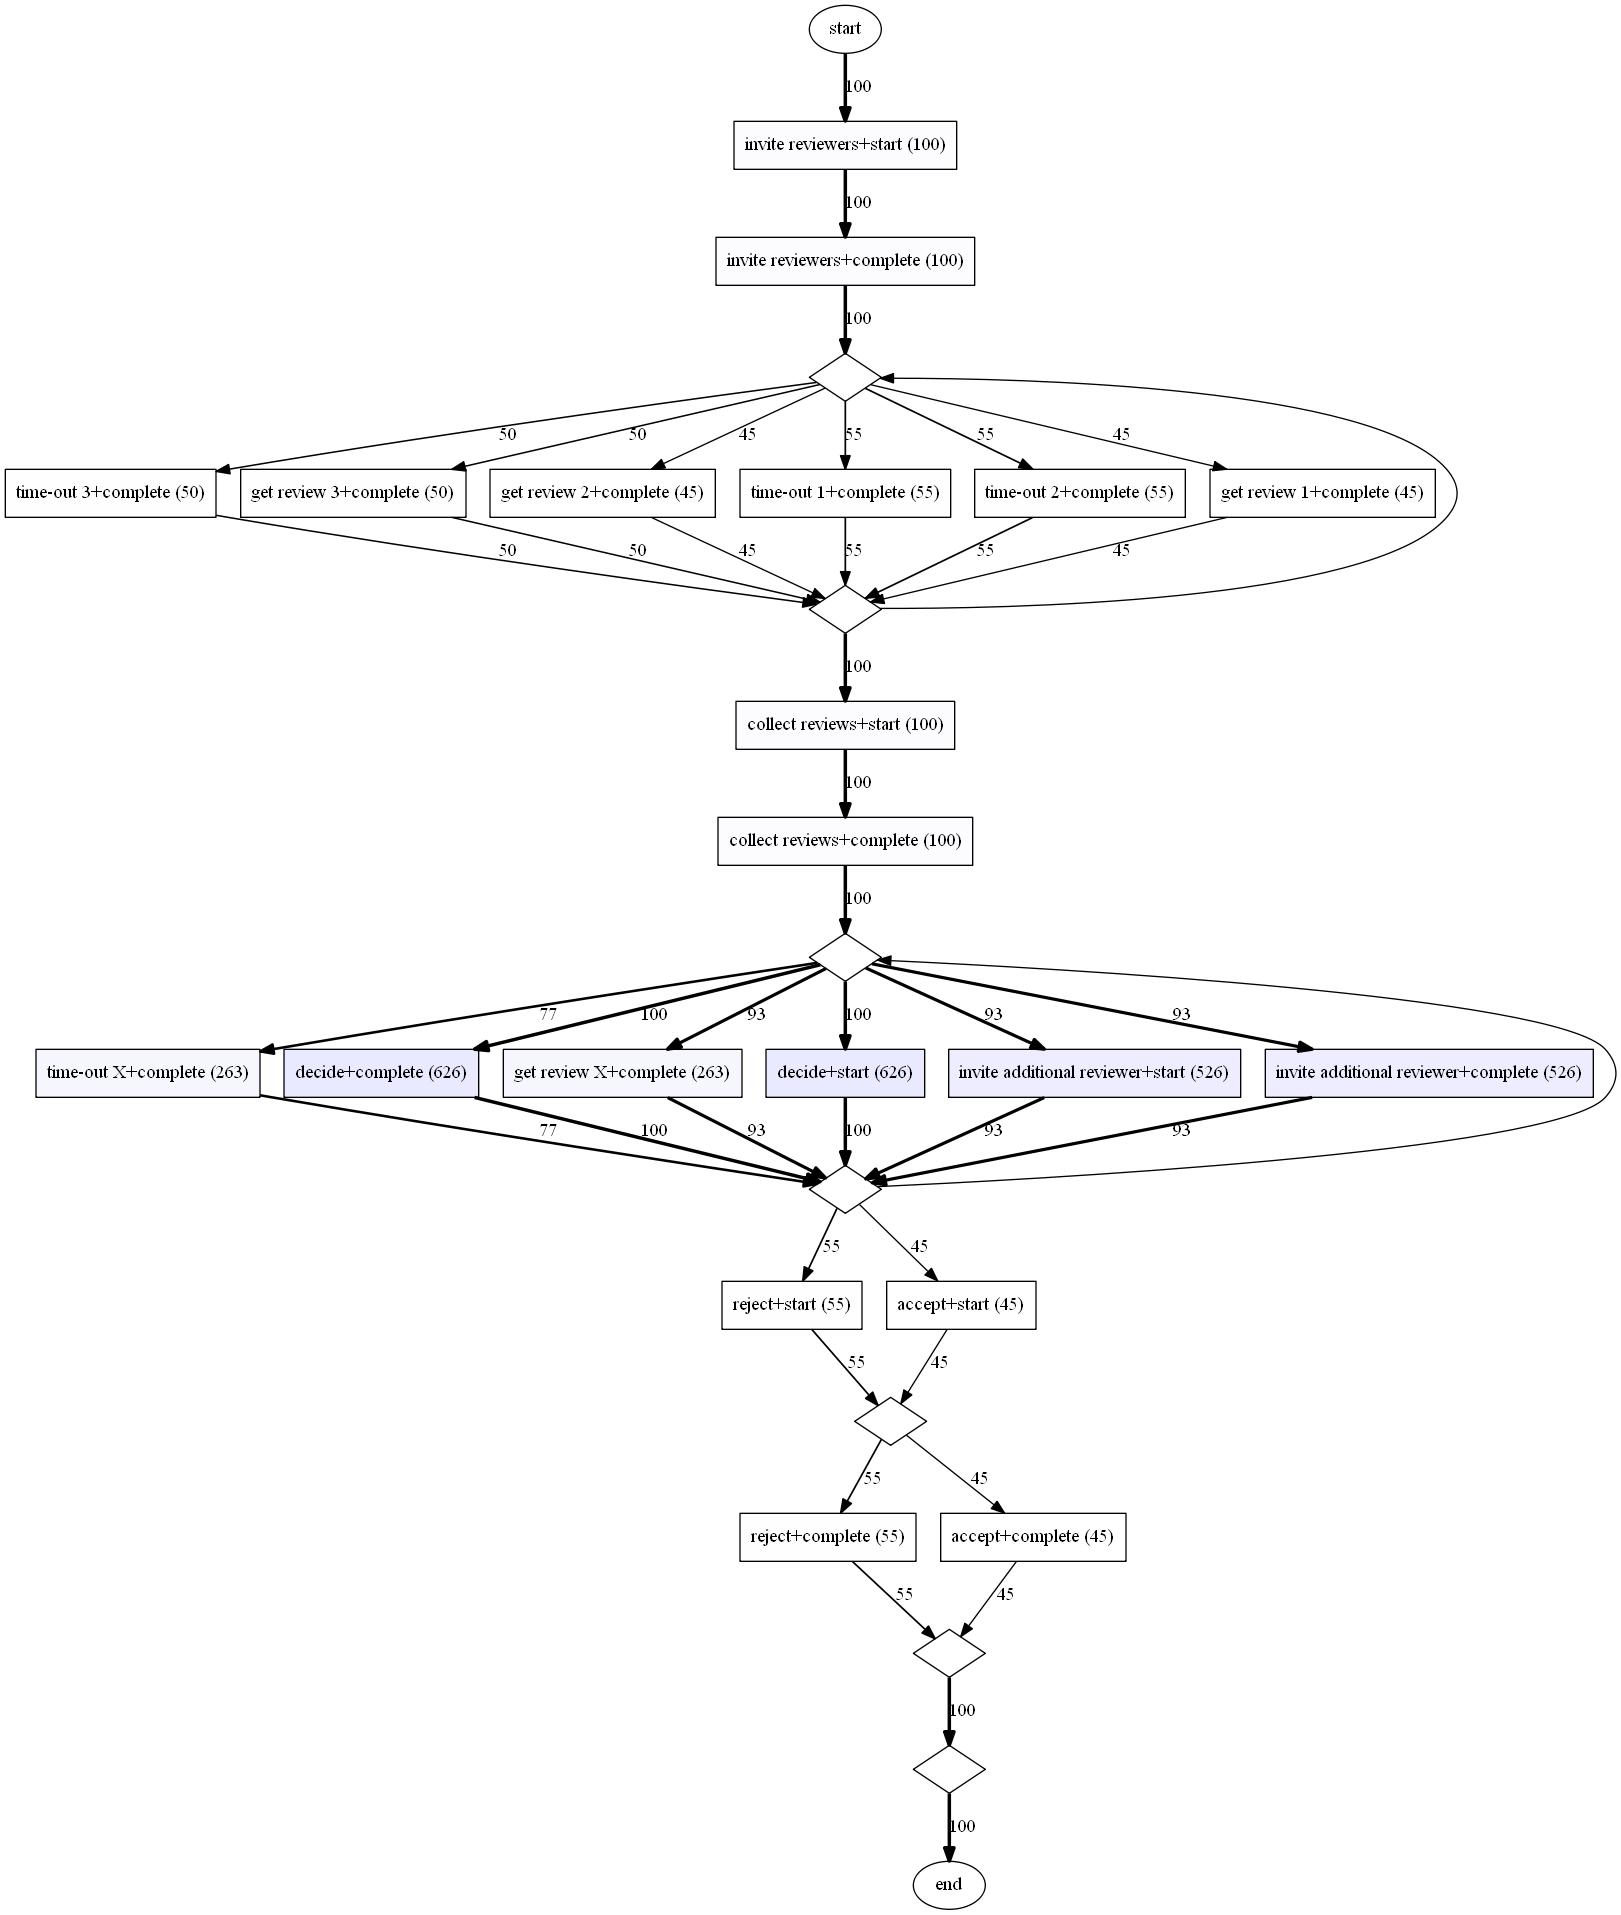 start
100
invite reviewers+start (100)
100
invite reviewers+complete (100)
100
50
50
45
55
55
45
time-out 3+complete (50)
get review 3+complete (50)
get review 2+complete (45)
time-out 1+complete (55)
time-out 2+complete (55)
get review 1+complete (45)
50
50
45
55
55
45
100
collect reviews+start (100)
100
collect reviews+complete (100)
100
77
100
93
100
93
93
time-out X+complete (263)
decide+complete (626)
get review X+complete (263)
decide+start (626)
invite additional reviewer+start (526)
invite additional reviewer+complete (526)
77
100
93
100
93
93
55
45
reject+start (55)
accept+start (45)
55
45
55
45
reject+complete (55)
accept+complete (45)
55
45
100
100
end